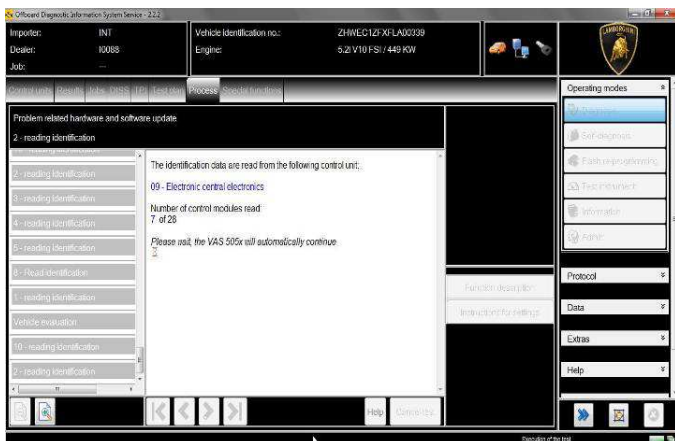 Offboard Diagnostic Information System Service - 2.2.2
Importer: INT
Dealer: 10088
Job: ---
Vehicle identification no.: ZHWEC1ZFXFLA00339
Engine: 5.2l V10 FSI / 449 KW
LAMBORGHINI
Control units Results Jobs DISS TPI Test plan Process Special functions
Problem related hardware and software update
2 - reading identification
2 - reading identification
3 - reading identification
4 - reading identification
5 - reading identification
8 - Read identification
1 - reading identification
Vehicle evaluation
10 - reading identification
2 - reading identification
The identification data are read from the following control unit:
09 - Electronic central electronics
Number of control modules read:
7 of 28
Please wait, the VAS 505x will automatically continue
Function description
Instructions for settings
Help
Operating modes
Diagnosis
Self-diagnosis
Flash re-programming
Test instrument
Information
Admin
Protocol
Data
Extras
Help
Execution of the test